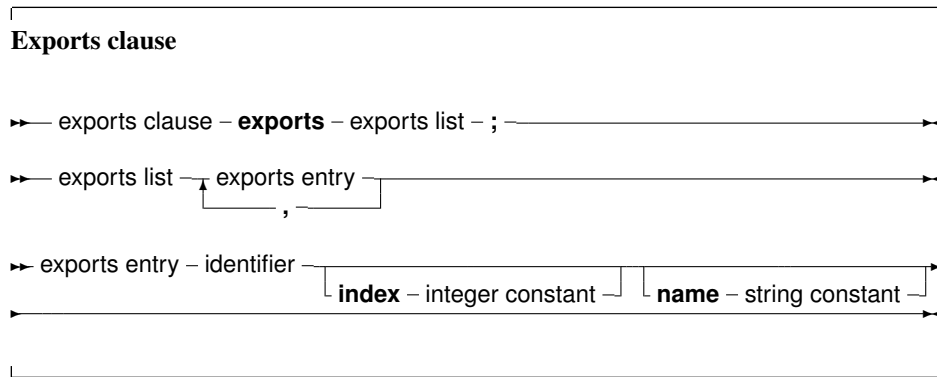 Exports clause
exports clause – exports – exports list – ;
exports list – exports entry
,
exports entry – identifier
index – integer constant
name – string constant